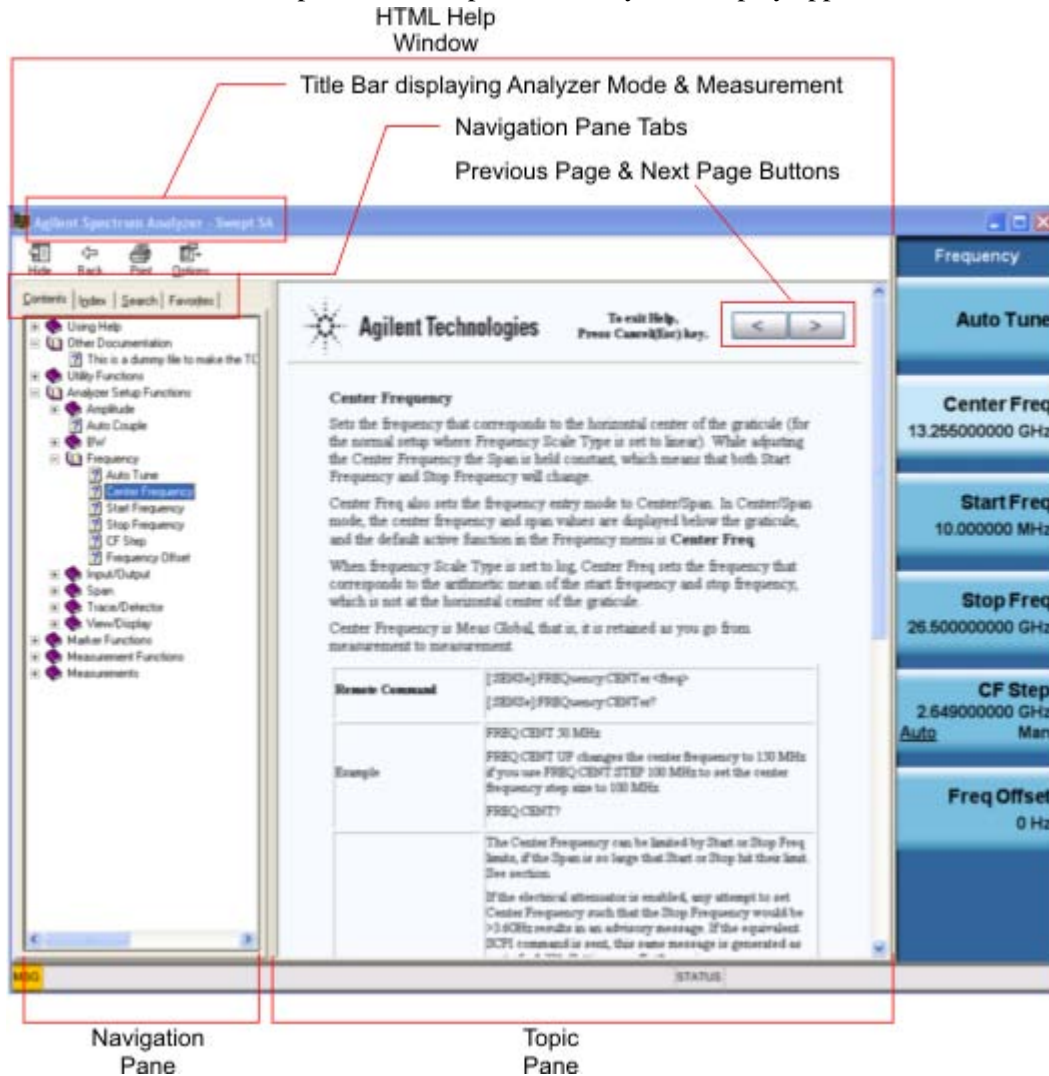 HTML Help
Window
Title Bar displaying Analyzer Mode & Measurement
Navigation Pane Tabs
Previous Page & Next Page Buttons
Agilent Spectrum Analyzer - Swept SA
Hide Back Print Options
Contents Index Search Favorites
Using Help
Other Documentation
This is a dummy file to make the TC
Utility Functions
Analyzer Setup Functions
Amplitude
Auto Couple
BW
Frequency
Auto Tune
Center Frequency
Start Frequency
Stop Frequency
CF Step
Frequency Offset
Input/Output
Span
Trace/Detector
View/Display
Marker Functions
Measurement Functions
Measurements
Agilent Technologies
To exit Help,
Press Cancel(Esc) key.
< >
Center Frequency
Sets the frequency that corresponds to the horizontal center of the graticule (for
the normal setup where Frequency Scale Type is set to linear). While adjusting
the Center Frequency the Span is held constant, which means that both Start
Frequency and Stop Frequency will change.
Center Freq also sets the frequency entry mode to Center/Span. In Center/Span
mode, the center frequency and span values are displayed below the graticule,
and the default active function in the Frequency menu is Center Freq.
When frequency Scale Type is set to log, Center Freq sets the frequency that
corresponds to the arithmetic mean of the start frequency and stop frequency,
which is not at the horizontal center of the graticule.
Center Frequency is Meas Global, that is, it is retained as you go from
measurement to measurement.
Remote Command
[:SENSe]:FREQuency:CENTer <freq>
[:SENSe]:FREQuency:CENTer?
Example
FREQ:CENT 50 MHz
FREQ:CENT UP changes the center frequency to 150 MHz
if you use FREQ:CENT:STEP 100 MHz to set the center
frequency step size to 100 MHz.
FREQ:CENT?
The Center Frequency can be limited by Start or Stop Freq
limits, if the Span is so large that Start or Stop hit their limit.
See section
If the electrical attenuator is enabled, any attempt to set
Center Frequency such that the Stop Frequency would be
>3.6GHz results in an advisory message. If the equivalent
SCPI command is sent, this same message is generated as
Frequency
Auto Tune
Center Freq
13.255000000 GHz
Start Freq
10.000000 MHz
Stop Freq
26.500000000 GHz
CF Step
2.649000000 GHz
Auto Man
Freq Offset
0 Hz
MSG STATUS
Navigation
Pane
Topic
Pane